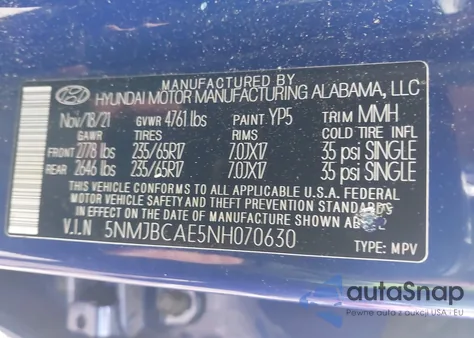 MANUFACTURED BY
HYUNDAI MOTOR MANUFACTURING ALABAMA, LLC
Nov/18/21 GVWR 4761 lbs PAINT YP5 TRIM MMH
GAWR TIRES RIMS COLD TIRE INFL
FRONT 2778 lbs 235/65R17 7.0JX17 35 psi SINGLE
REAR 2646 lbs 235/65R17 7.0JX17 35 psi SINGLE
THIS VEHICLE CONFORMS TO ALL APPLICABLE U.S.A. FEDERAL
MOTOR VEHICLE SAFETY AND THEFT PREVENTION STANDARDS
IN EFFECT ON THE DATE OF MANUFACTURE SHOWN
V.I.N 5NMJBCAE5NH070630
TYPE: MPV
autoSnap
Pewne auto z aukcji USA i EU